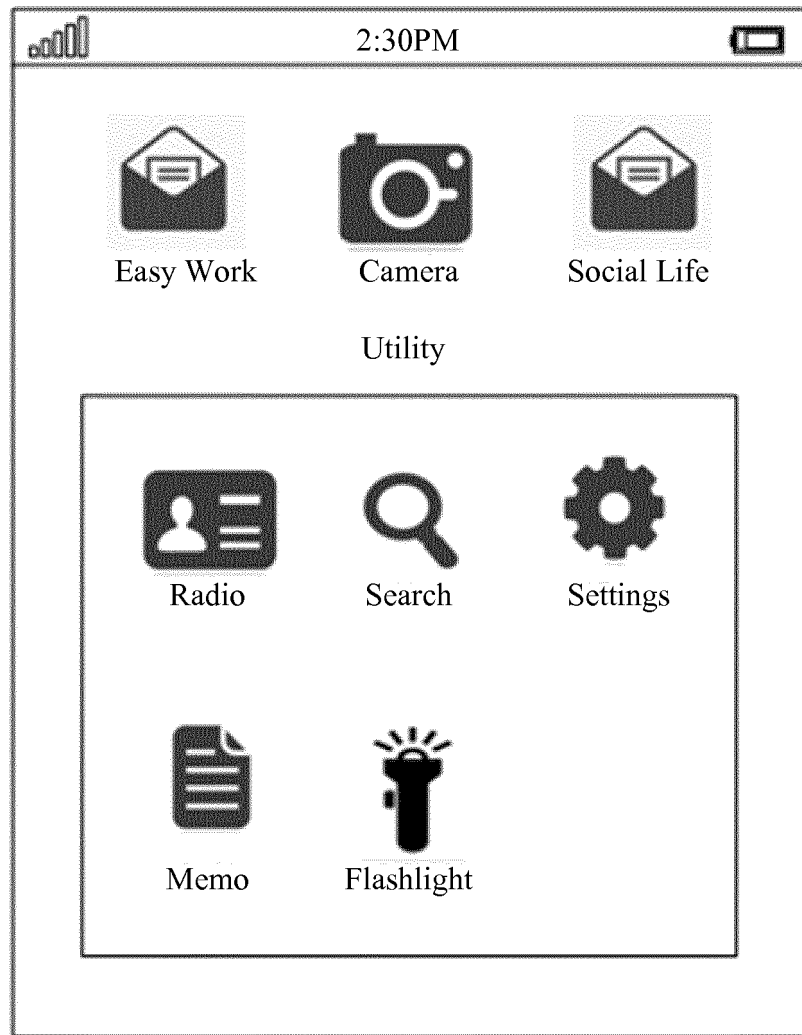 2:30PM
Easy Work Camera Social Life
Utility
Radio Search Settings
Memo Flashlight